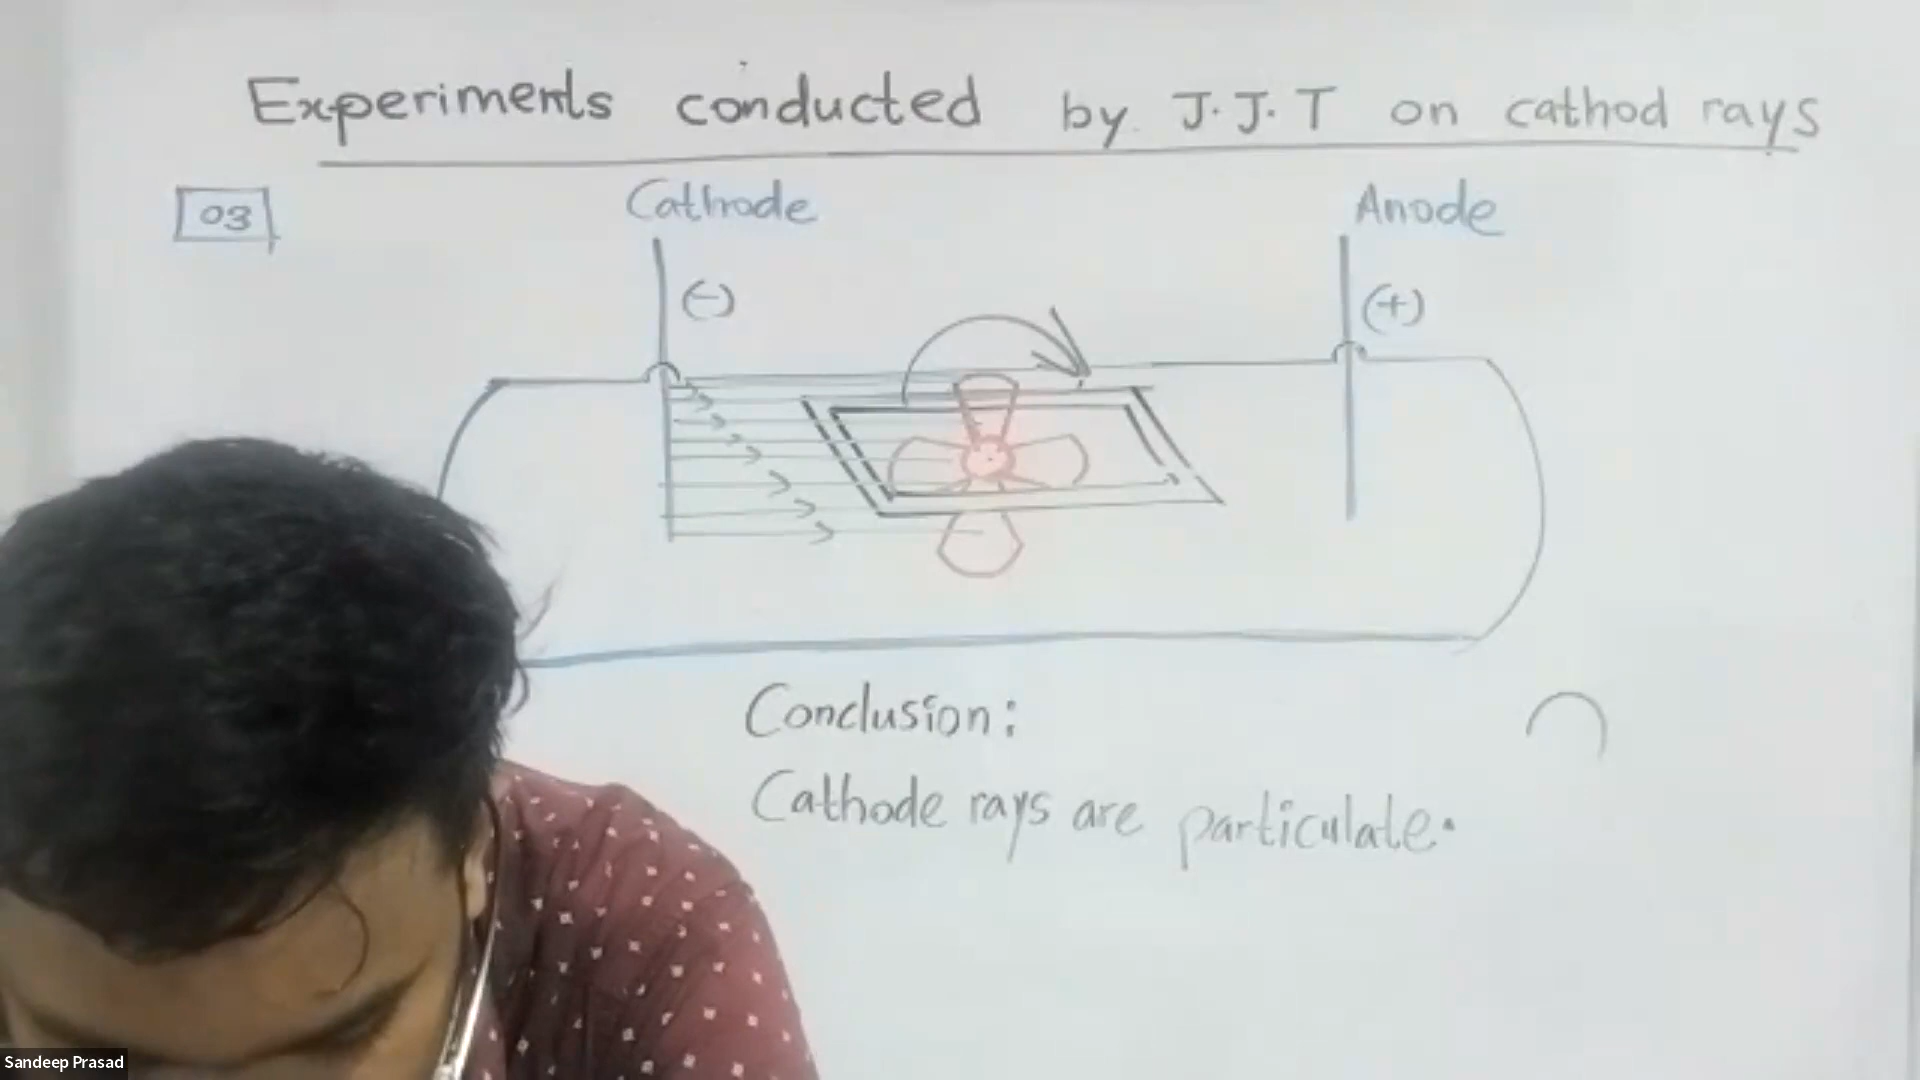 Experiments conducted by J.J.T on cathod rays
03
Cathode
Anode
(-)
(+)
Conclusion:
Cathode rays are particulate.
Sandeep Prasad